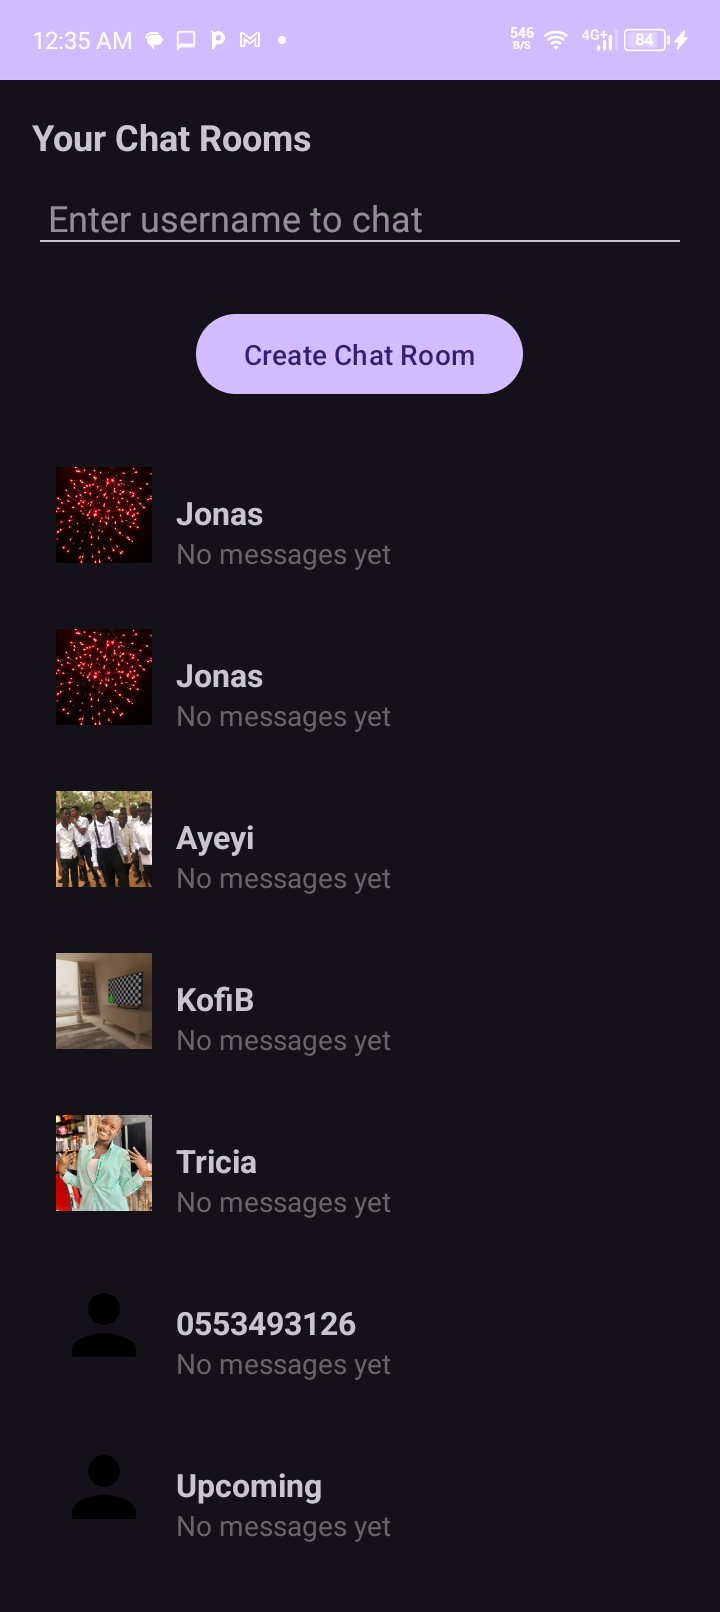 12:35 AM
546
B/S
4G+
84
Your Chat Rooms
Enter username to chat
Create Chat Room
Jonas
No messages yet
Jonas
No messages yet
Ayeyi
No messages yet
KofiB
No messages yet
Tricia
No messages yet
0553493126
No messages yet
Upcoming
No messages yet